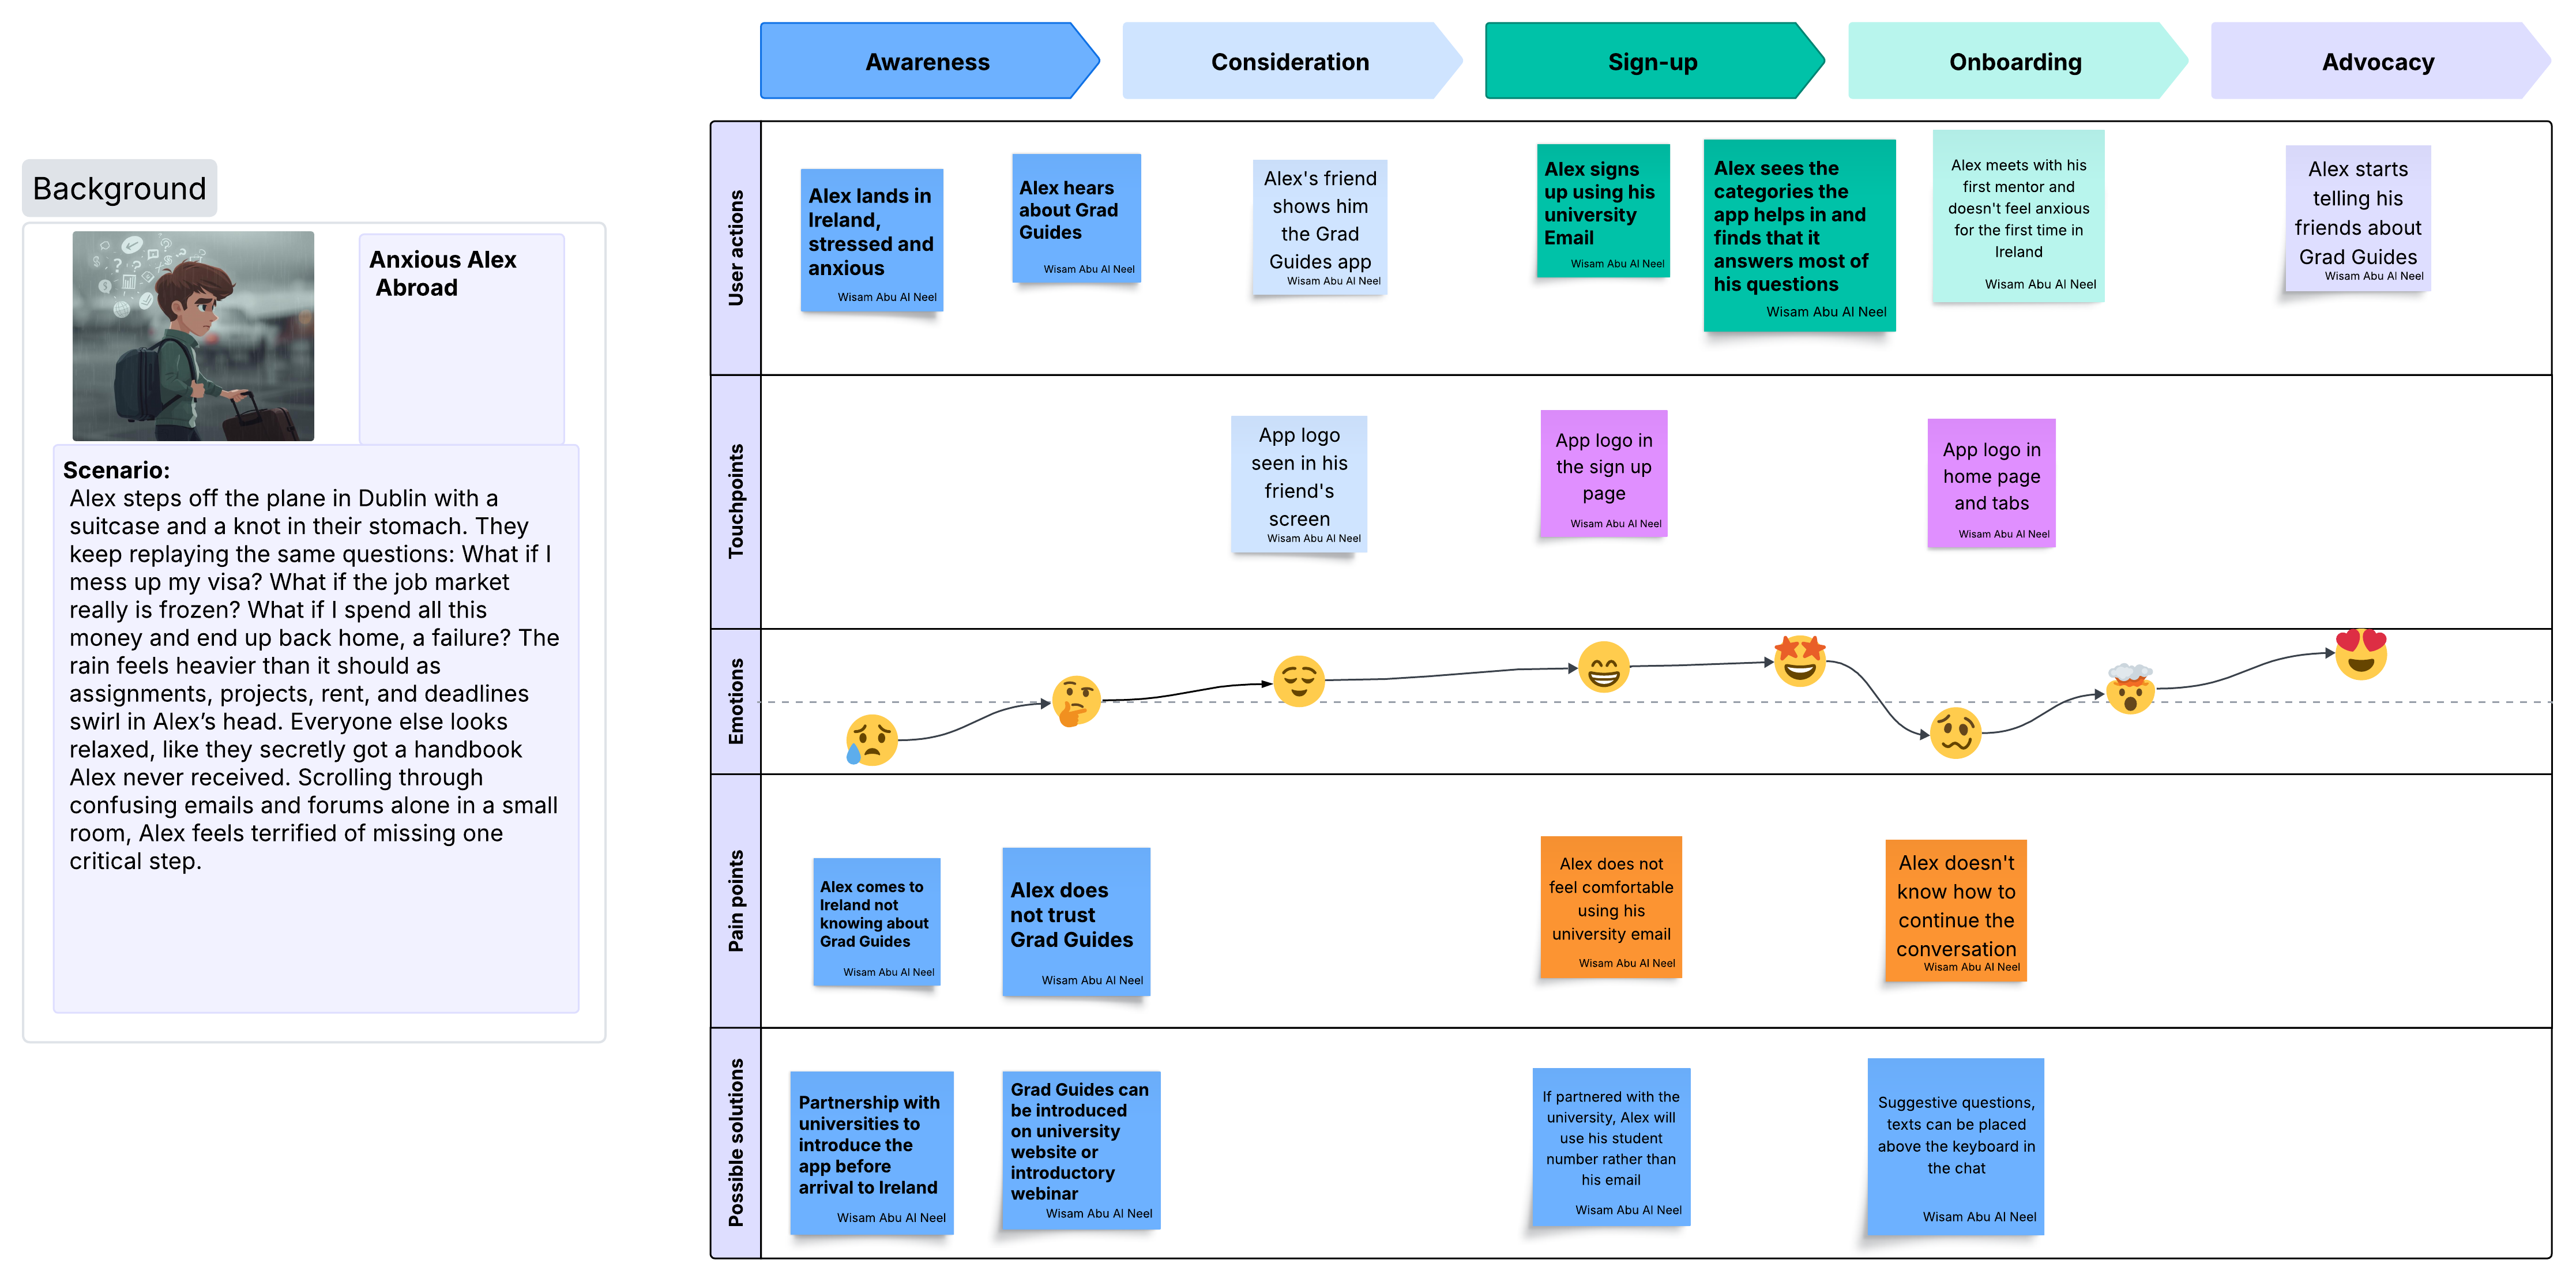 Awareness
Consideration
Sign-up
Onboarding
Advocacy
Background
Anxious Alex
Abroad
Scenario:
Alex steps off the plane in Dublin with a
suitcase and a knot in their stomach. They
keep replaying the same questions: What if I
mess up my visa? What if the job market
really is frozen? What if I spend all this
money and end up back home, a failure? The
rain feels heavier than it should as
assignments, projects, rent, and deadlines
swirl in Alex’s head. Everyone else looks
relaxed, like they secretly got a handbook
Alex never received. Scrolling through
confusing emails and forums alone in a small
room, Alex feels terrified of missing one
critical step.
User actions
Alex lands in
Ireland,
stressed and
anxious
Wisam Abu Al Neel
Alex hears
about Grad
Guides
Wisam Abu Al Neel
Alex's friend
shows him
the Grad
Guides app
Wisam Abu Al Neel
Alex signs
up using his
university
Email
Wisam Abu Al Neel
Alex sees the
categories the
app helps in and
finds that it
answers most of
his questions
Wisam Abu Al Neel
Alex meets with his
first mentor and
doesn't feel anxious
for the first time in
Ireland
Wisam Abu Al Neel
Alex starts
telling his
friends about
Grad Guides
Wisam Abu Al Neel
Touchpoints
App logo
seen in his
friend's
screen
Wisam Abu Al Neel
App logo in
the sign up
page
Wisam Abu Al Neel
App logo in
home page
and tabs
Wisam Abu Al Neel
Emotions
Pain points
Alex comes to
Ireland not
knowing about
Grad Guides
Wisam Abu Al Neel
Alex does
not trust
Grad Guides
Wisam Abu Al Neel
Alex does not
feel comfortable
using his
university email
Wisam Abu Al Neel
Alex doesn't
know how to
continue the
conversation
Wisam Abu Al Neel
Possible solutions
Partnership with
universities to
introduce the
app before
arrival to Ireland
Wisam Abu Al Neel
Grad Guides can
be introduced
on university
website or
introductory
webinar
Wisam Abu Al Neel
If partnered with the
university, Alex will
use his student
number rather than
his email
Wisam Abu Al Neel
Suggestive questions,
texts can be placed
above the keyboard in
the chat
Wisam Abu Al Neel